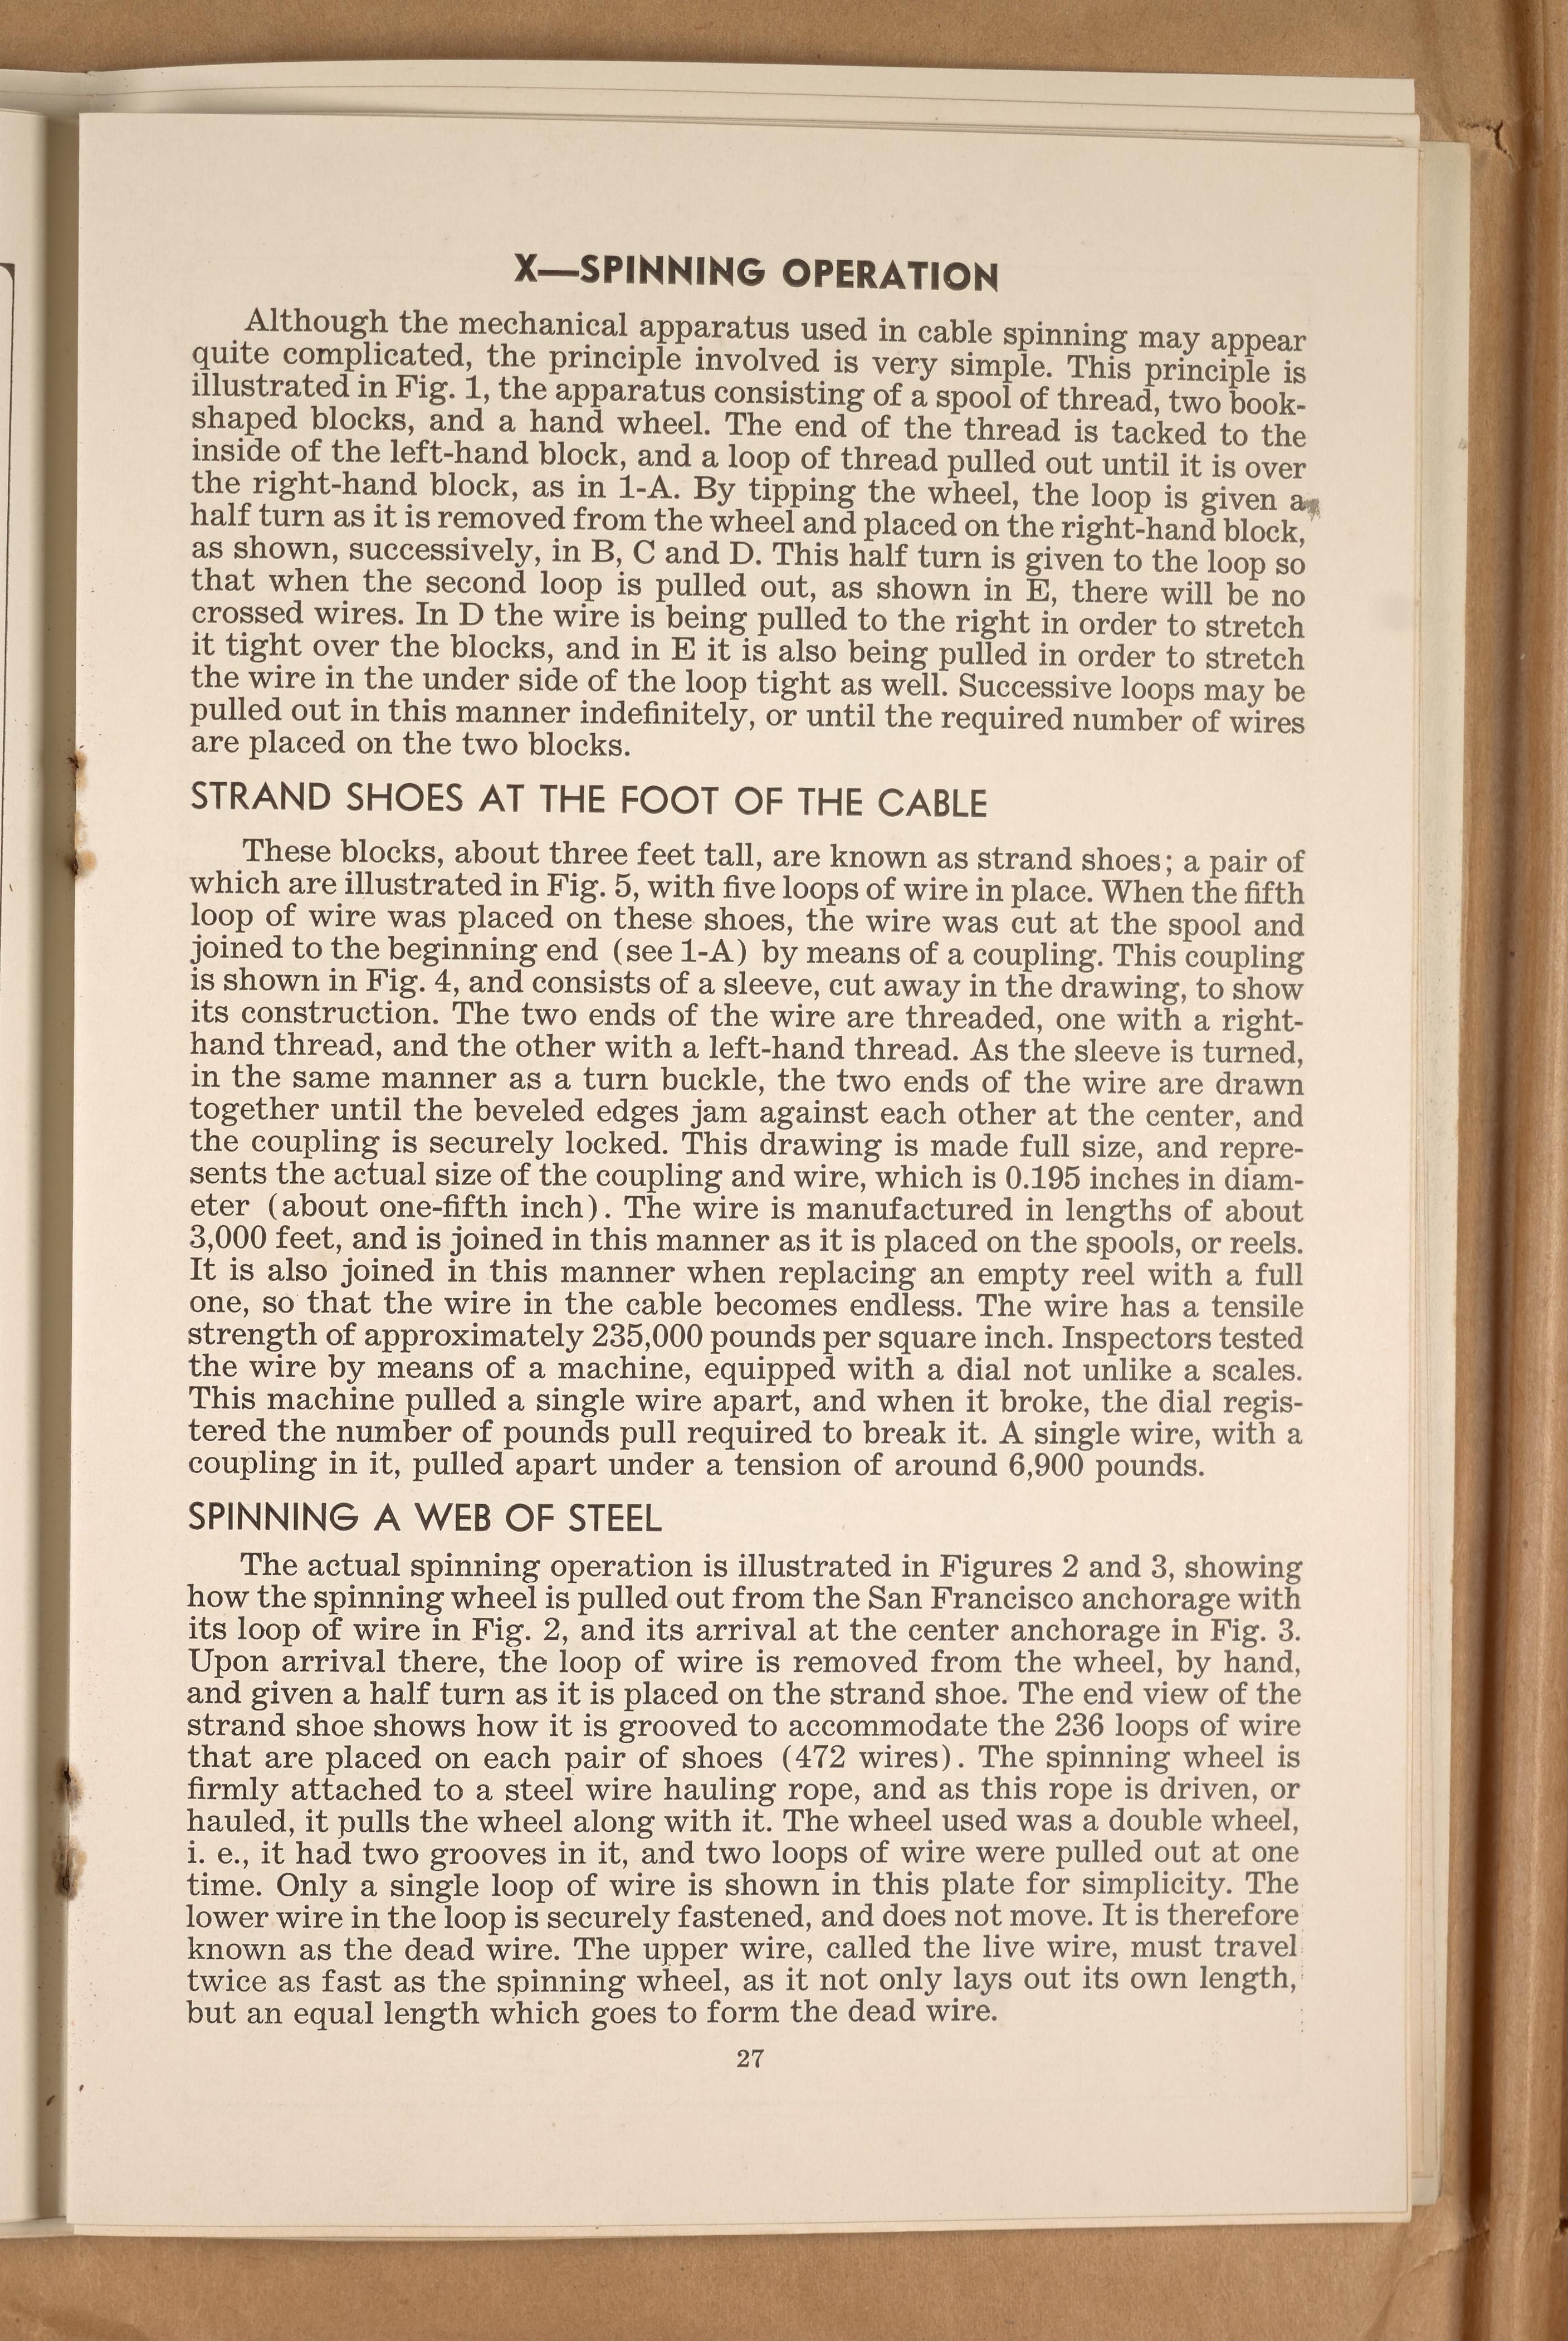 X—SPINNING OPERATION
Although the mechanical apparatus used in cable spinning may appear
quite complicated, the principle involved is very simple. This principle is
illustrated in Fig. 1, the apparatus consisting of a spool of thread, two book-
shaped blocks, and a hand wheel. The end of the thread is tacked to the
inside of the left-hand block, and a loop of thread pulled out until it is over
the right-hand block, as in 1-A. By tipping the wheel, the loop is given a
half turn as it is removed from the wheel and placed on the right-hand block,
as shown, successively, in B, C and D. This half turn is given to the loop so
that when the second loop is pulled out, as shown in E, there will be no
crossed wires. In D the wire is being pulled to the right in order to stretch
it tight over the blocks, and in E it is also being pulled in order to stretch
the wire in the under side of the loop tight as well. Successive loops may be
pulled out in this manner indefinitely, or until the required number of wires
are placed on the two blocks.
STRAND SHOES AT THE FOOT OF THE CABLE
These blocks, about three feet tall, are known as strand shoes; a pair of
which are illustrated in Fig. 5, with five loops of wire in place. When the fifth
loop of wire was placed on these shoes, the wire was cut at the spool and
joined to the beginning end (see 1-A) by means of a coupling. This coupling
is shown in Fig. 4, and consists of a sleeve, cut away in the drawing, to show
its construction. The two ends of the wire are threaded, one with a right-
hand thread, and the other with a left-hand thread. As the sleeve is turned,
in the same manner as a turn buckle, the two ends of the wire are drawn
together until the beveled edges jam against each other at the center, and
the coupling is securely locked. This drawing is made full size, and repre-
sents the actual size of the coupling and wire, which is 0.195 inches in diam-
eter (about one-fifth inch). The wire is manufactured in lengths of about
3,000 feet, and is joined in this manner as it is placed on the spools, or reels.
It is also joined in this manner when replacing an empty reel with a full
one, so that the wire in the cable becomes endless. The wire has a tensile
strength of approximately 235,000 pounds per square inch. Inspectors tested
the wire by means of a machine, equipped with a dial not unlike a scales.
This machine pulled a single wire apart, and when it broke, the dial regis-
tered the number of pounds pull required to break it. A single wire, with a
coupling in it, pulled apart under a tension of around 6,900 pounds.
SPINNING A WEB OF STEEL
The actual spinning operation is illustrated in Figures 2 and 3, showing
how the spinning wheel is pulled out from the San Francisco anchorage with
its loop of wire in Fig. 2, and its arrival at the center anchorage in Fig. 3.
Upon arrival there, the loop of wire is removed from the wheel, by hand,
and given a half turn as it is placed on the strand shoe. The end view of the
strand shoe shows how it is grooved to accommodate the 236 loops of wire
that are placed on each pair of shoes (472 wires). The spinning wheel is
firmly attached to a steel wire hauling rope, and as this rope is driven, or
hauled, it pulls the wheel along with it. The wheel used was a double wheel,
i. e., it had two grooves in it, and two loops of wire were pulled out at one
time. Only a single loop of wire is shown in this plate for simplicity. The
lower wire in the loop is securely fastened, and does not move. It is therefore
known as the dead wire. The upper wire, called the live wire, must travel
twice as fast as the spinning wheel, as it not only lays out its own length,
but an equal length which goes to form the dead wire.
27